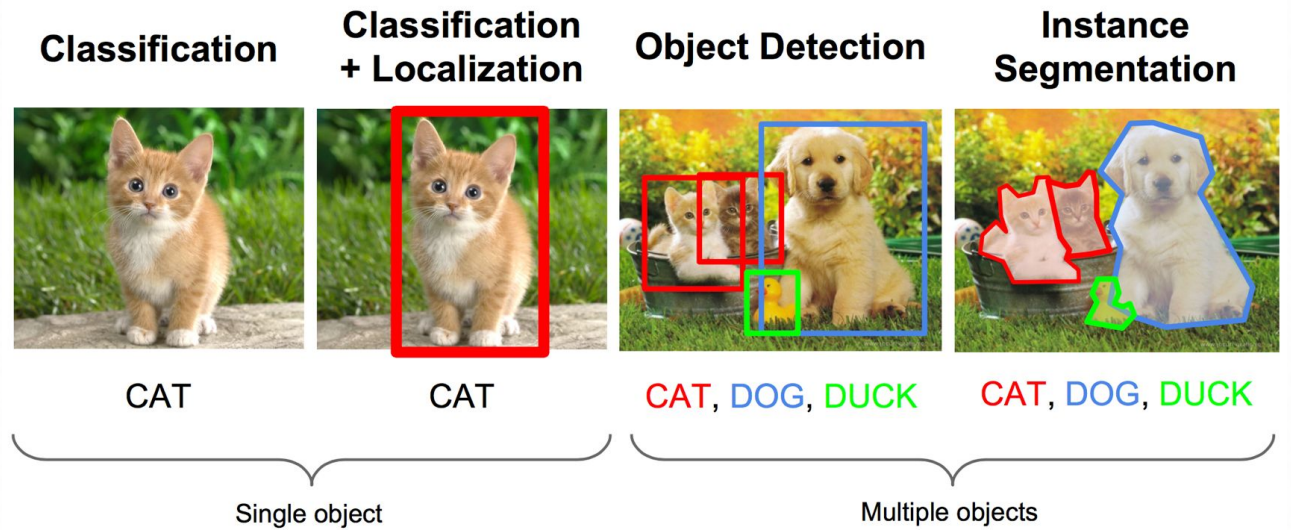 Classification
Classification
+ Localization
Object Detection
Instance
Segmentation
CAT
CAT
CAT, DOG, DUCK
CAT, DOG, DUCK
Single object
Multiple objects